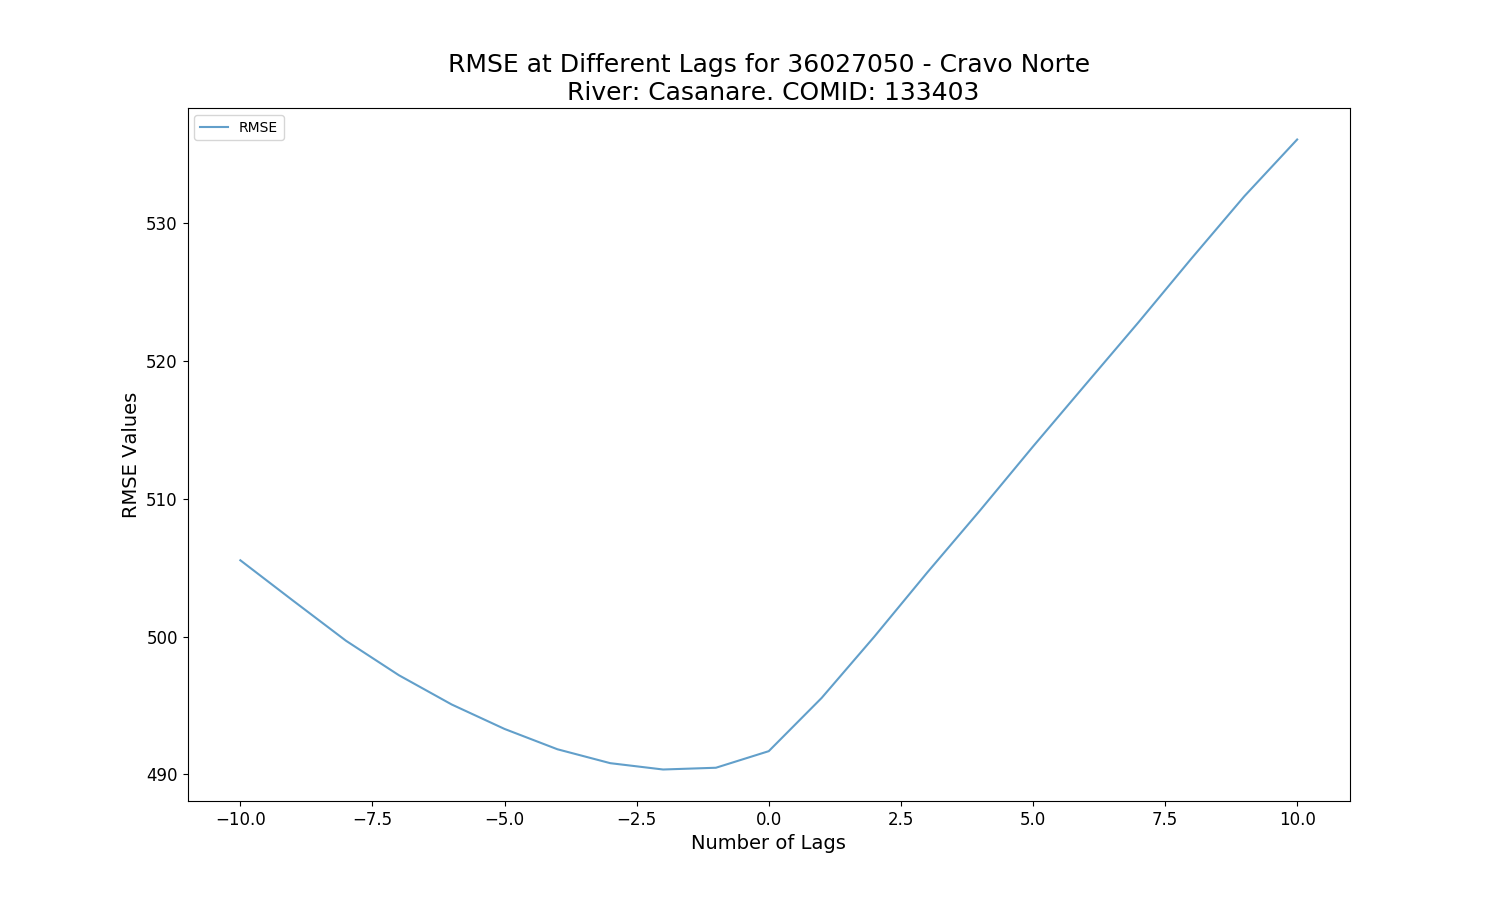 RMSE at Different Lags for 36027050 - Cravo Norte
River: Casanare. COMID: 133403
RMSE
530
520
510
500
490
RMSE Values
−10.0 −7.5 −5.0 −2.5 0.0 2.5 5.0 7.5 10.0
Number of Lags